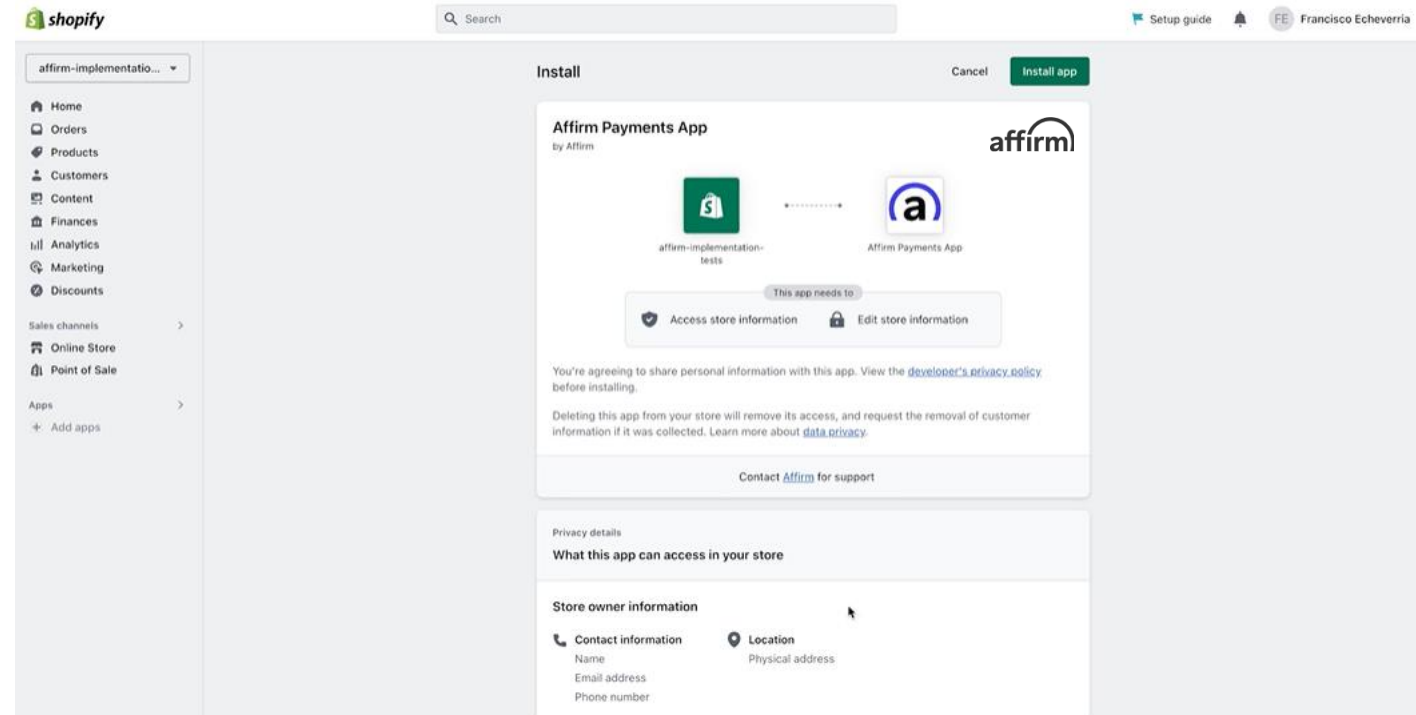 shopify
Search
Setup guide
FE
Francisco Echeverria
affirm-implementatio...
Home
Orders
Products
Customers
Content
Finances
Analytics
Marketing
Discounts
Sales channels
Online Store
Point of Sale
Apps
+ Add apps
Install
Cancel
Install app
Affirm Payments App
by Affirm
affirm
S
a
affirm-implementation-
tests
Affirm Payments App
This app needs to
Access store information
Edit store information
You're agreeing to share personal information with this app. View the developer's privacy policy
before installing.
Deleting this app from your store will remove its access, and request the removal of customer
information if it was collected. Learn more about data privacy.
Contact Affirm for support
Privacy details
What this app can access in your store
Store owner information
Contact information
Name
Email address
Phone number
Location
Physical address